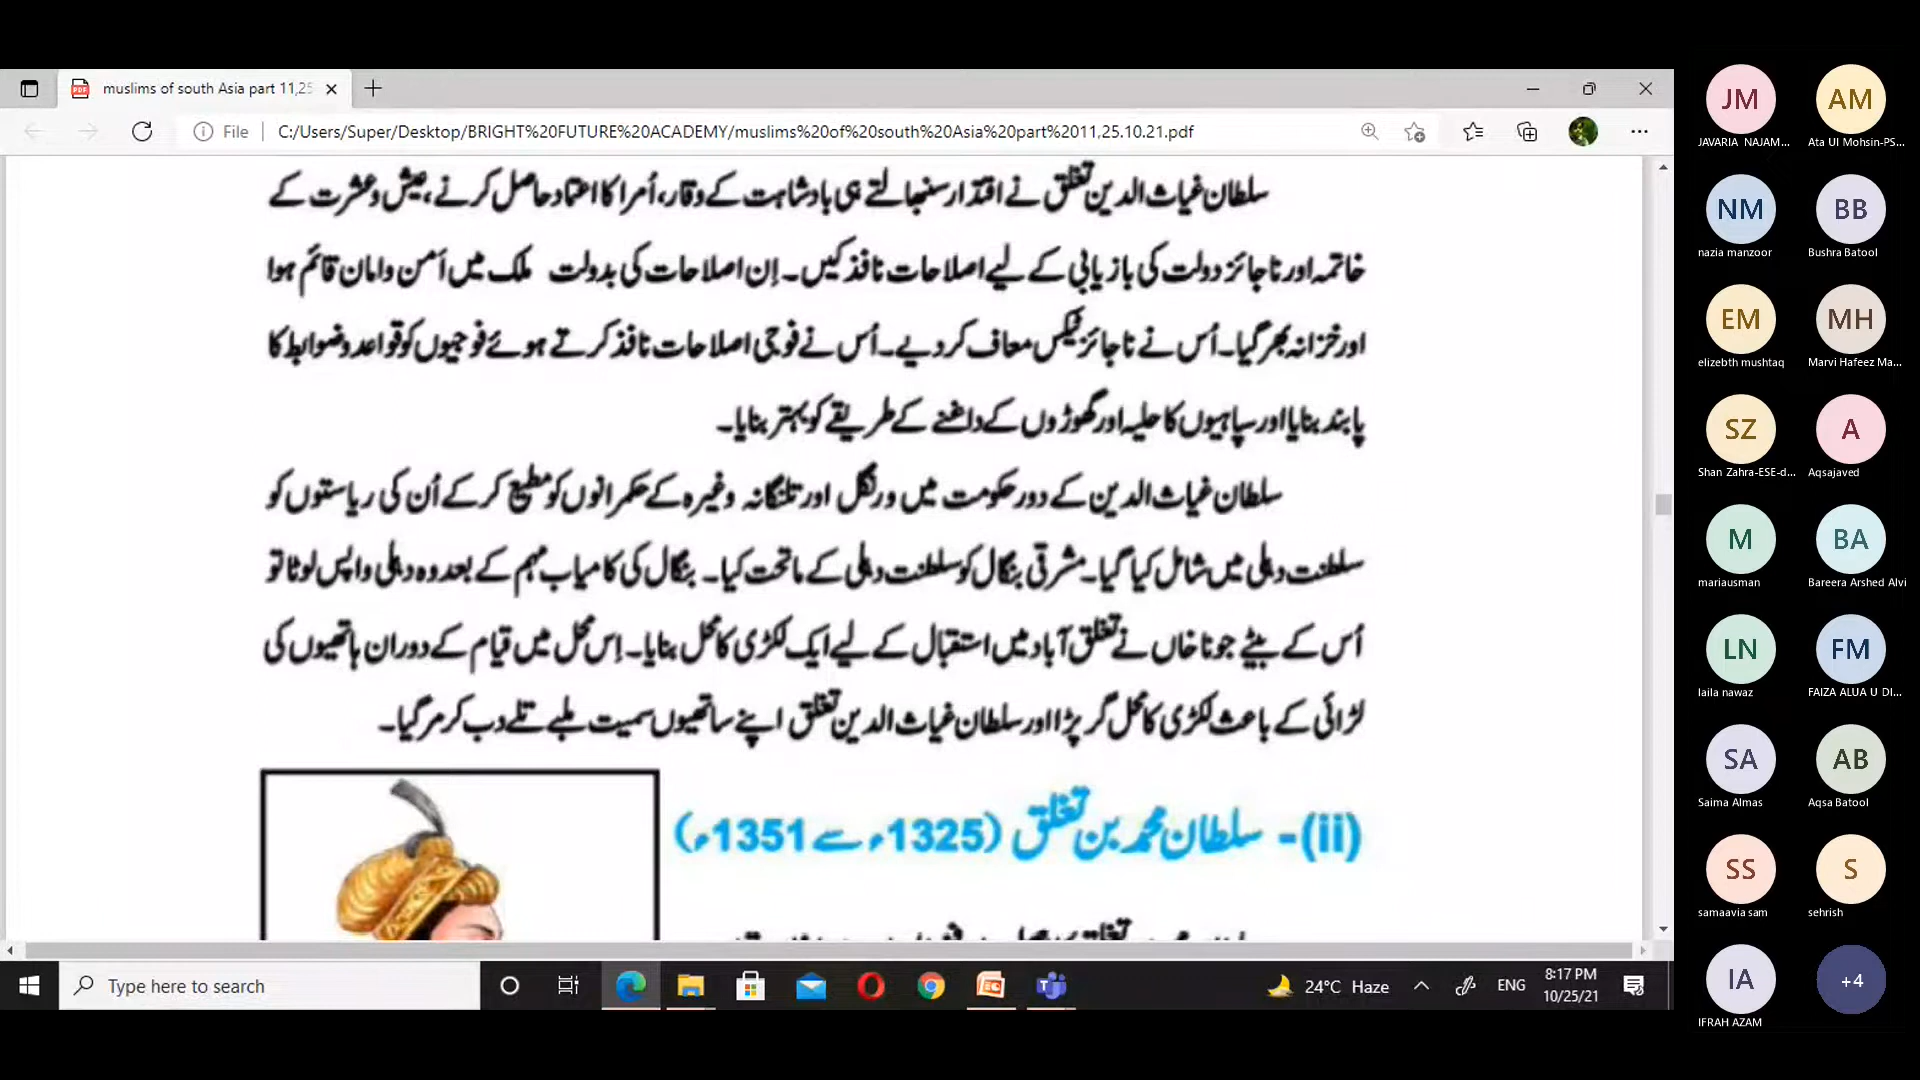 muslims of south Asia part 11,25
File
C:/Users/Super/Desktop/BRIGHT%20FUTURE%20ACADEMY/muslims%20of%20south%20Asia%20part%2011,25.10.21.pdf
سلطان غیاث الدین تغلق نے اقتدار سنبھالتے ہی بادشاہت کے وقار، اُمرا کا اعتماد حاصل کرنے، عیش و عشرت کے
خاتمہ اور ناجائز دولت کی بازیابی کے لیے اصلاحات نافذ کیں۔ اِن اصلاحات کی بدولت ملک میں اَمن و امان قائم ہوا
اور خزانہ بھر گیا۔ اُس نے ناجائز ٹیکس معاف کر دیے۔ اُس نے فوجی اصلاحات نافذ کرتے ہوئے فوجیوں کو قواعد و ضوابط کا
پابند بنایا اور سپاہیوں کا حلیہ اور گھوڑوں کے داغنے کے طریقے کو بہتر بنایا۔
سلطان غیاث الدین کے دور حکومت میں ورنگل اور تلنگانہ وغیرہ کے حکمرانوں کو مطیع کر کے اُن کی ریاستوں کو
سلطنت دہلی میں شامل کیا گیا۔ مشرقی بنگال کو سلطنت دہلی کے ماتحت کیا۔ بنگال کی کامیاب مہم کے بعد وہ دہلی واپس لوٹا تو
اُس کے بیٹے جونا خاں نے تغلق آباد میں استقبال کے لیے ایک لکڑی کا محل بنایا۔ اِس محل میں قیام کے دوران ہاتھیوں کی
لڑائی کے باعث لکڑی کا محل گر پڑا اور سلطان غیاث الدین تغلق اپنے ساتھیوں سمیت ملبے تلے دب کر مر گیا۔
(ii)- سلطان محمد بن تغلق (1325ء سے 1351ء)
Type here to search
24°C Haze
ENG
8:17 PM
10/25/21
JM AM
JAVARIA NAJAM... Ata Ul Mohsin-PS...
NM BB
nazia manzoor Bushra Batool
EM MH
elizebth mushtaq Marvi Hafeez Ma...
SZ A
Shan Zahra-ESE-d... Aqsajaved
M BA
mariausman Bareera Arshed Alvi
LN FM
laila nawaz FAIZA ALUA U DI...
SA AB
Saima Almas Aqsa Batool
SS S
samaavia sam sehrish
IA +4
IFRAH AZAM